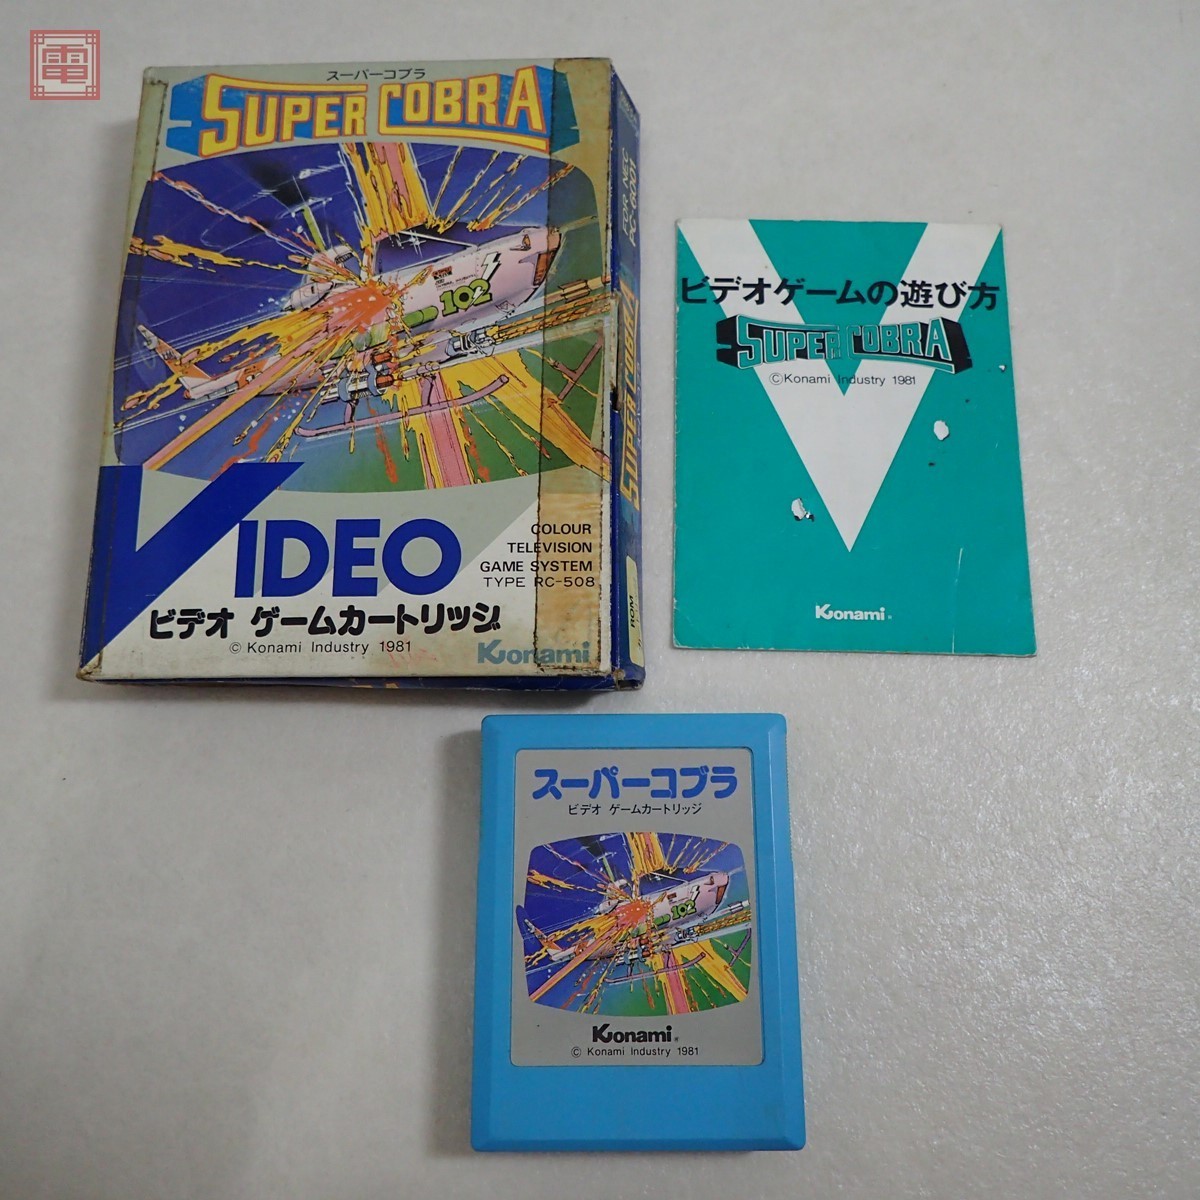 電
スーパーコブラ
SUPER COBRA
102
VIDEO
COLOUR
TELEVISION
GAME SYSTEM
TYPE RC-508
ビデオ ゲームカートリッジ
© Konami Industry 1981
Konami
FOR NEC
PC-6001
SUPER COBRA
ROM
ビデオゲームの遊び方
SUPER COBRA
©Konami Industry 1981
Konami®
スーパーコブラ
ビデオ ゲームカートリッジ
102
Konami®
© Konami Industry 1981